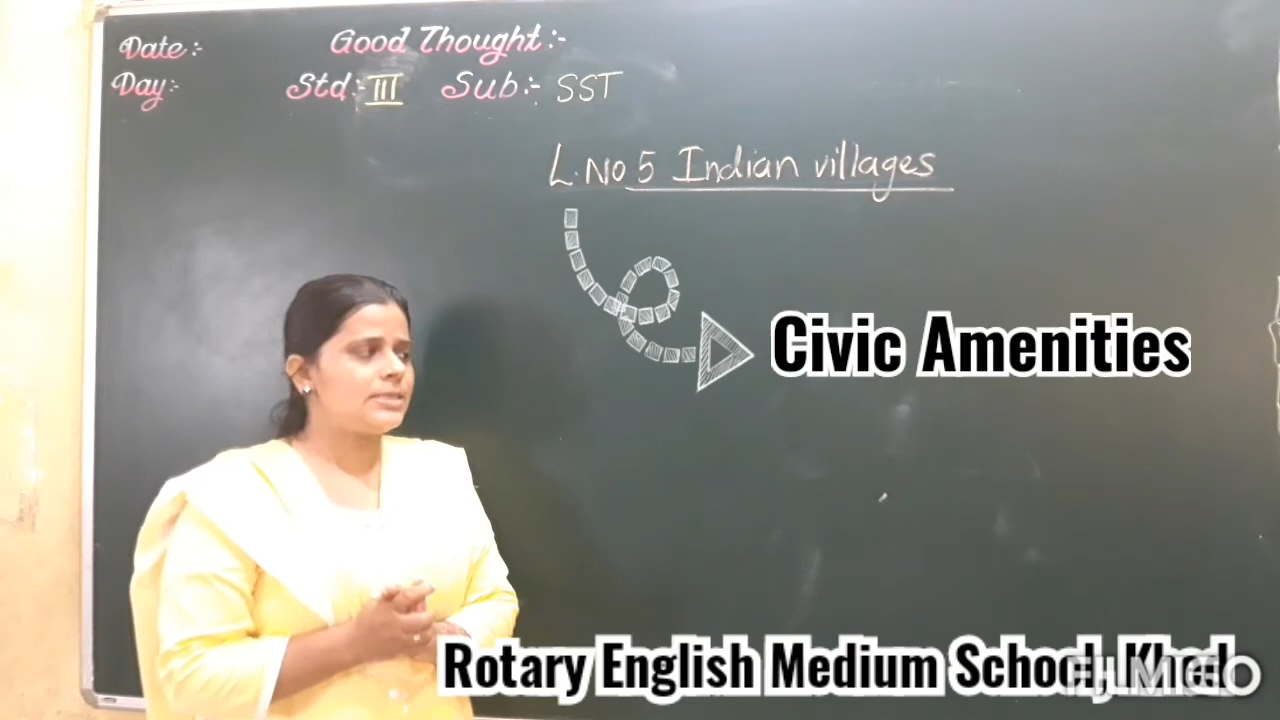 Date:-
Good Thought:-
Day:-
Std:- III
Sub:- SST
L.No 5 Indian villages
Civic Amenities
Rotary English Medium School, Khed
FILMIGO